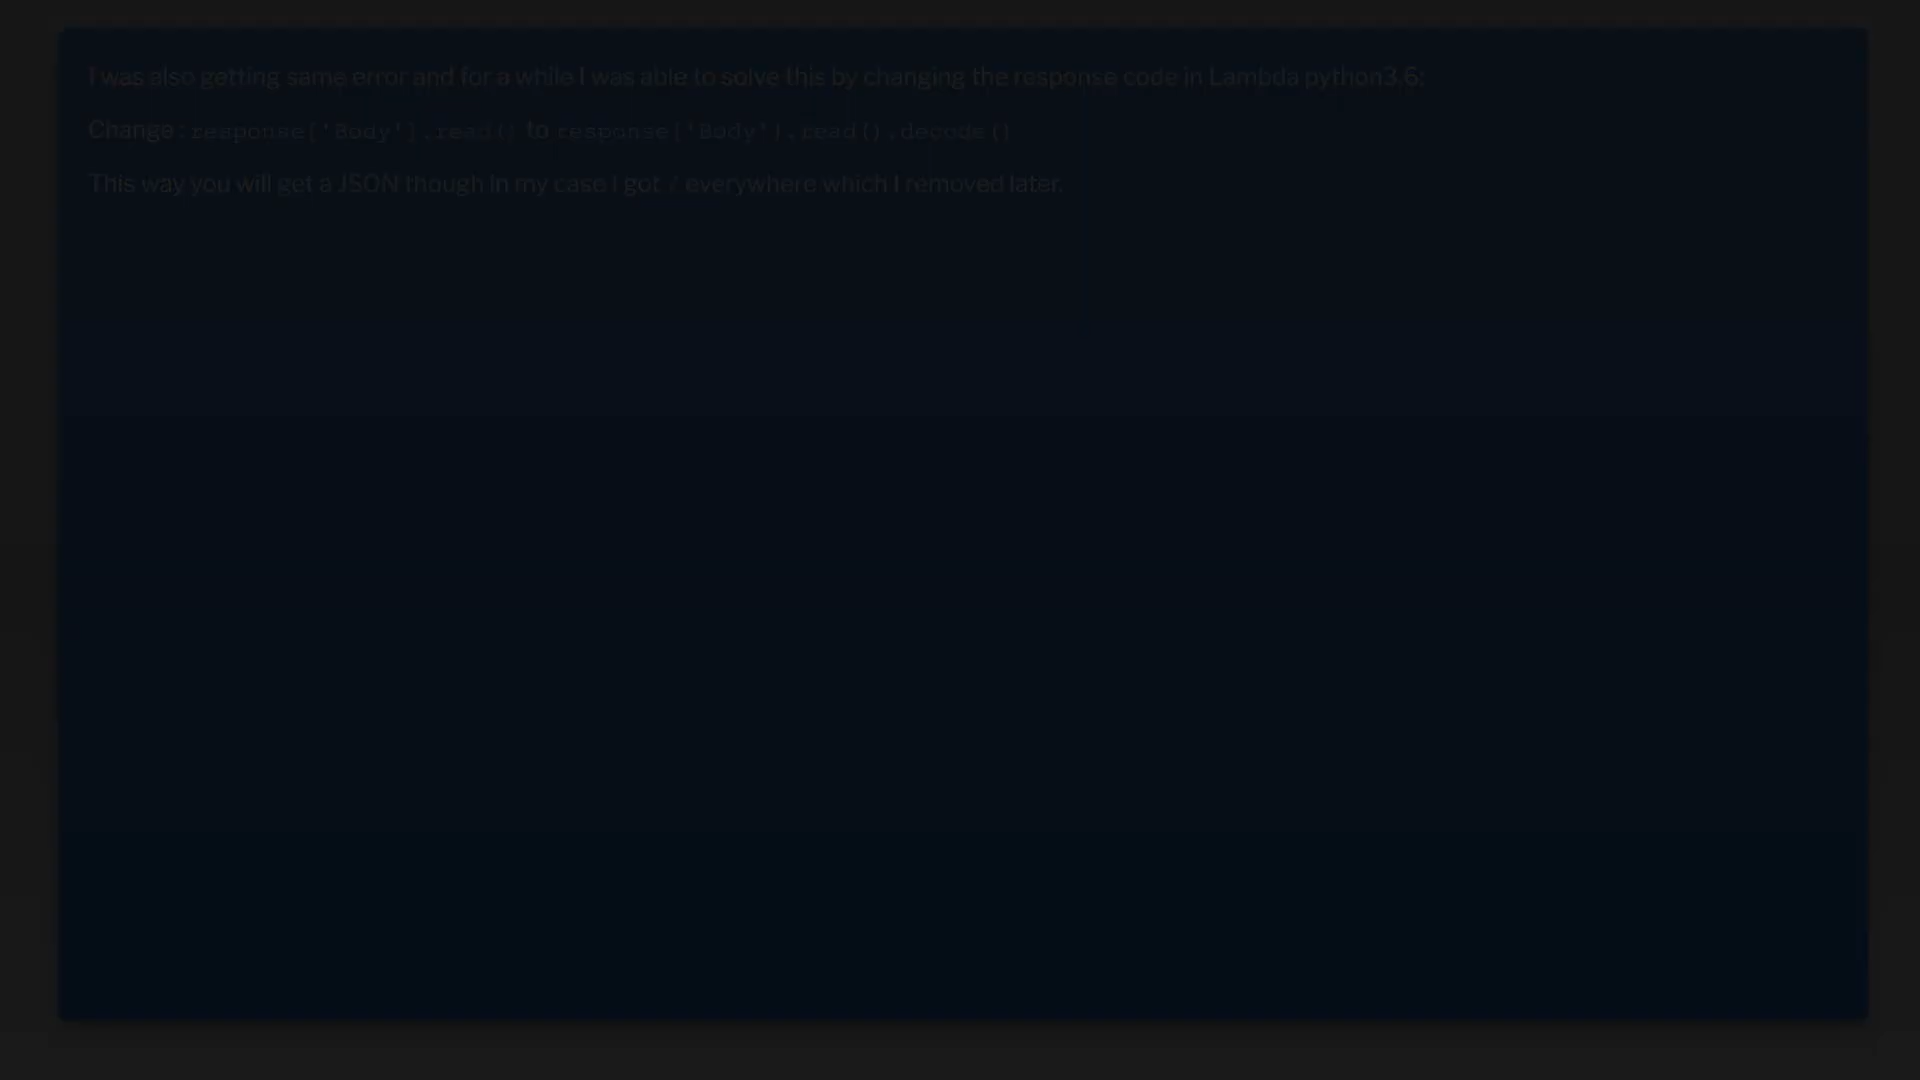 I was also getting same error and for a while I was able to solve this by changing the response code in Lambda python3.6:
Change: response['Body'].read() to response['Body'].read().decode()
This way you will get a JSON though in my case I got / everywhere which I removed later.